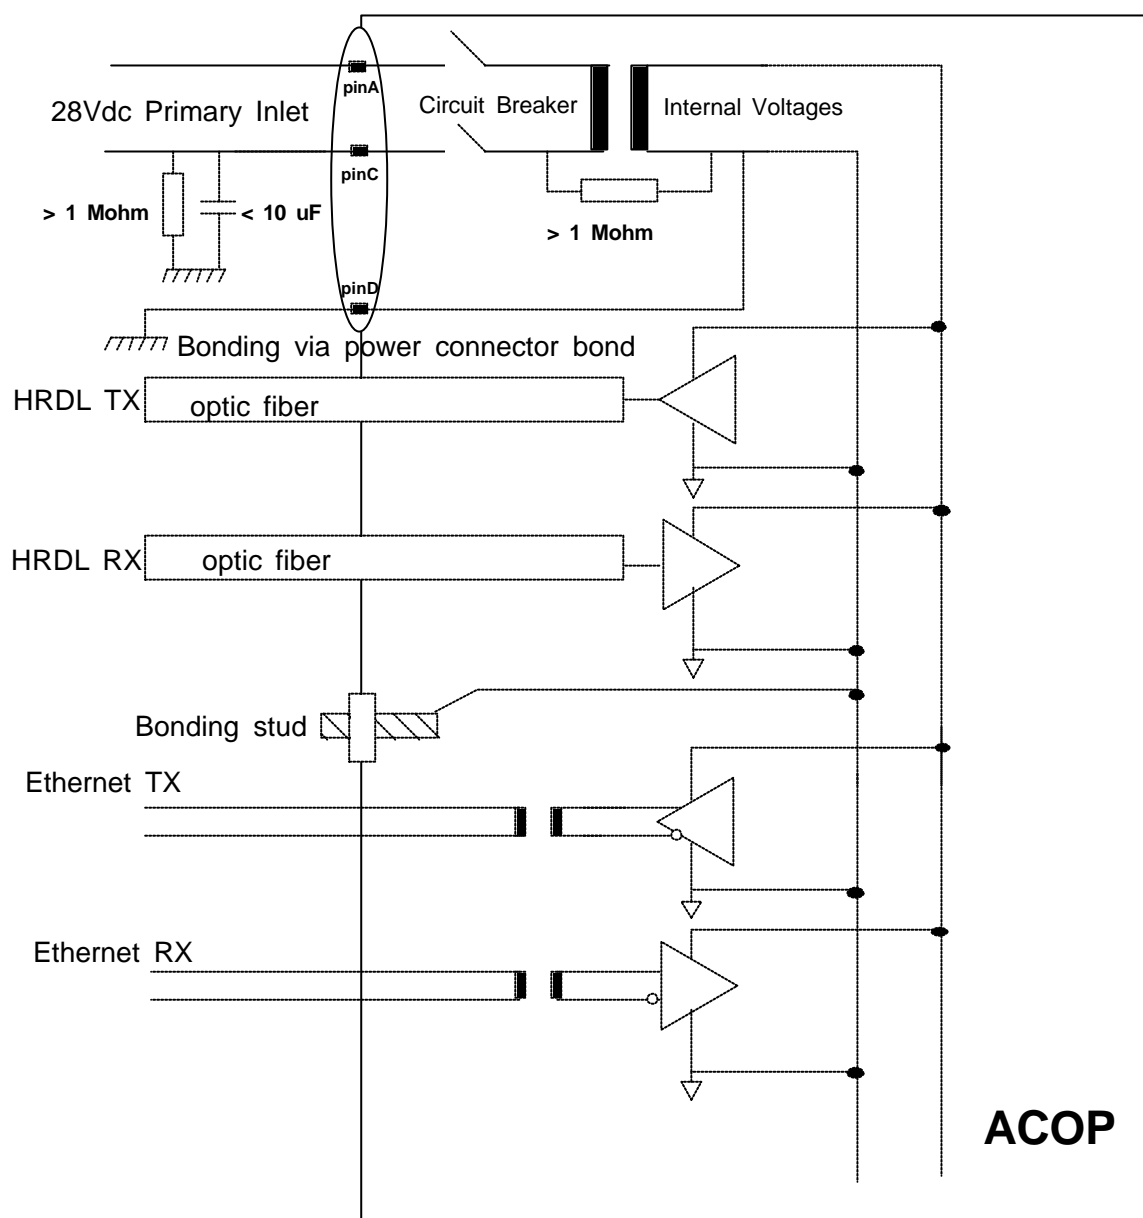 pinA
28Vdc Primary Inlet
Circuit Breaker
Internal Voltages
pinC
> 1 Mohm
< 10 uF
> 1 Mohm
pinD
Bonding via power connector bond
HRDL TX
optic fiber
HRDL RX
optic fiber
Bonding stud
Ethernet TX
Ethernet RX
ACOP